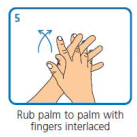 5
Rub palm to palm with
fingers interlaced